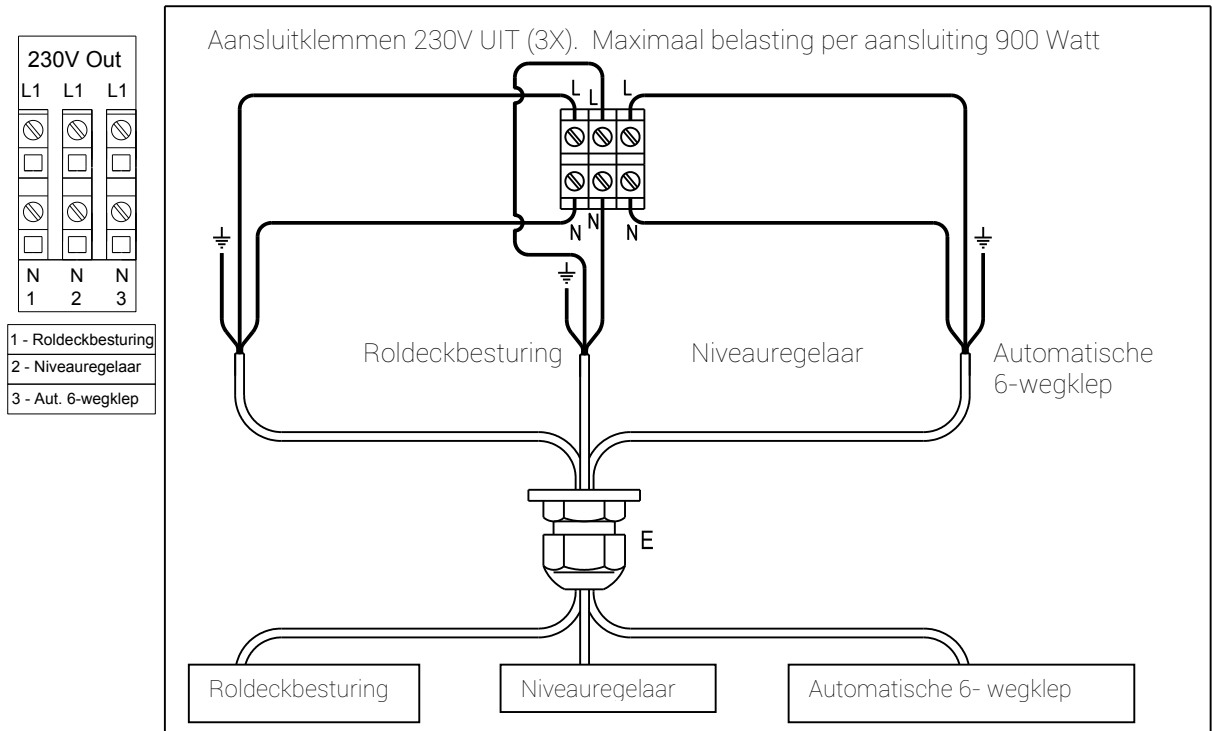 230V Out
L1 L1 L1
N N N
1 2 3
1 - Roldeckbesturing
2 - Niveauregelaar
3 - Aut. 6-wegklep
Aansluitklemmen 230V UIT (3X). Maximaal belasting per aansluiting 900 Watt
L L L
N N N
Roldeckbesturing
Niveauregelaar
Automatische
6-wegklep
E
Roldeckbesturing
Niveauregelaar
Automatische 6- wegklep